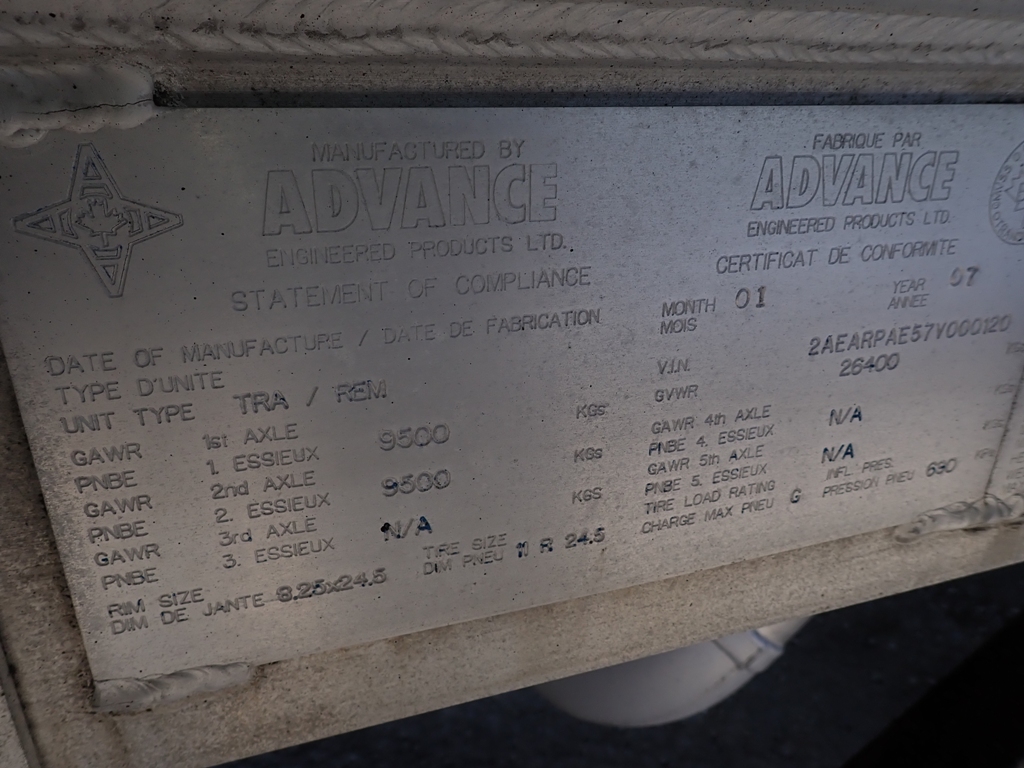 MANUFACTURED BY
ADVANCE
ENGINEERED PRODUCTS LTD.
STATEMENT OF COMPLIANCE
FABRIQUE PAR
ADVANCE
ENGINEERED PRODUCTS LTD.
CERTIFICAT DE CONFORMITE
DATE OF MANUFACTURE / DATE DE FABRICATION
MONTH 01 YEAR 07
MOIS ANNEE
TYPE D'UNITE
UNIT TYPE TRA / REM
V.I.N. 2AEARPAE57V000120
GVWR 26400
GAWR 1st AXLE 9500 KGs
PNBE 1. ESSIEUX
GAWR 2nd AXLE 9500 KGs
PNBE 2. ESSIEUX
GAWR 3rd AXLE N/A KGS
PNBE 3. ESSIEUX
GAWR 4th AXLE N/A
PNBE 4. ESSIEUX
GAWR 5th AXLE N/A
PNBE 5. ESSIEUX
RIM SIZE
DIM DE JANTE 8.25x24.5
TIRE SIZE
DIM PNEU 11 R 24.5
TIRE LOAD RATING G
CHARGE MAX PNEU
INFL. PRES. 690
PRESSION PNEU